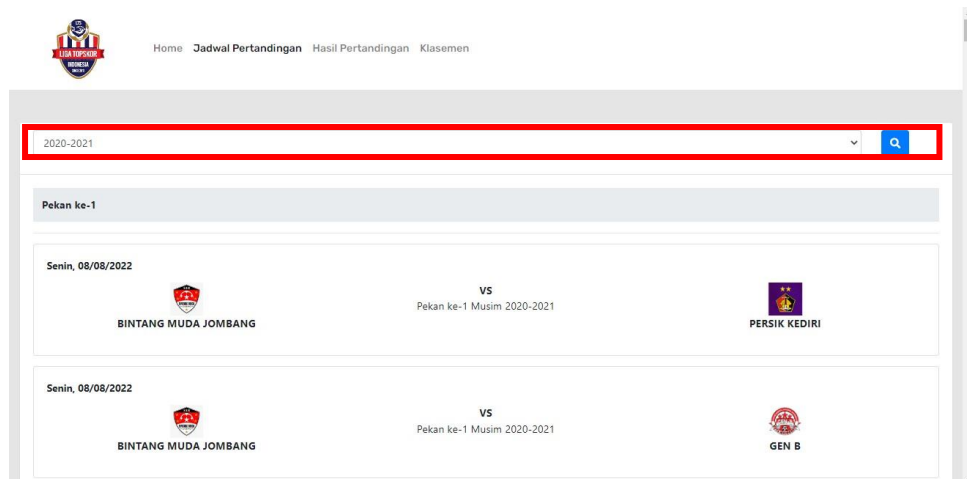 LIGA TOPSKOR
INDONESIA
Home Jadwal Pertandingan Hasil Pertandingan Klasemen
2020-2021
Pekan ke-1
Senin, 08/08/2022
VS
Pekan ke-1 Musim 2020-2021
BINTANG MUDA JOMBANG
PERSIK KEDIRI
Senin, 08/08/2022
VS
Pekan ke-1 Musim 2020-2021
BINTANG MUDA JOMBANG
GEN B